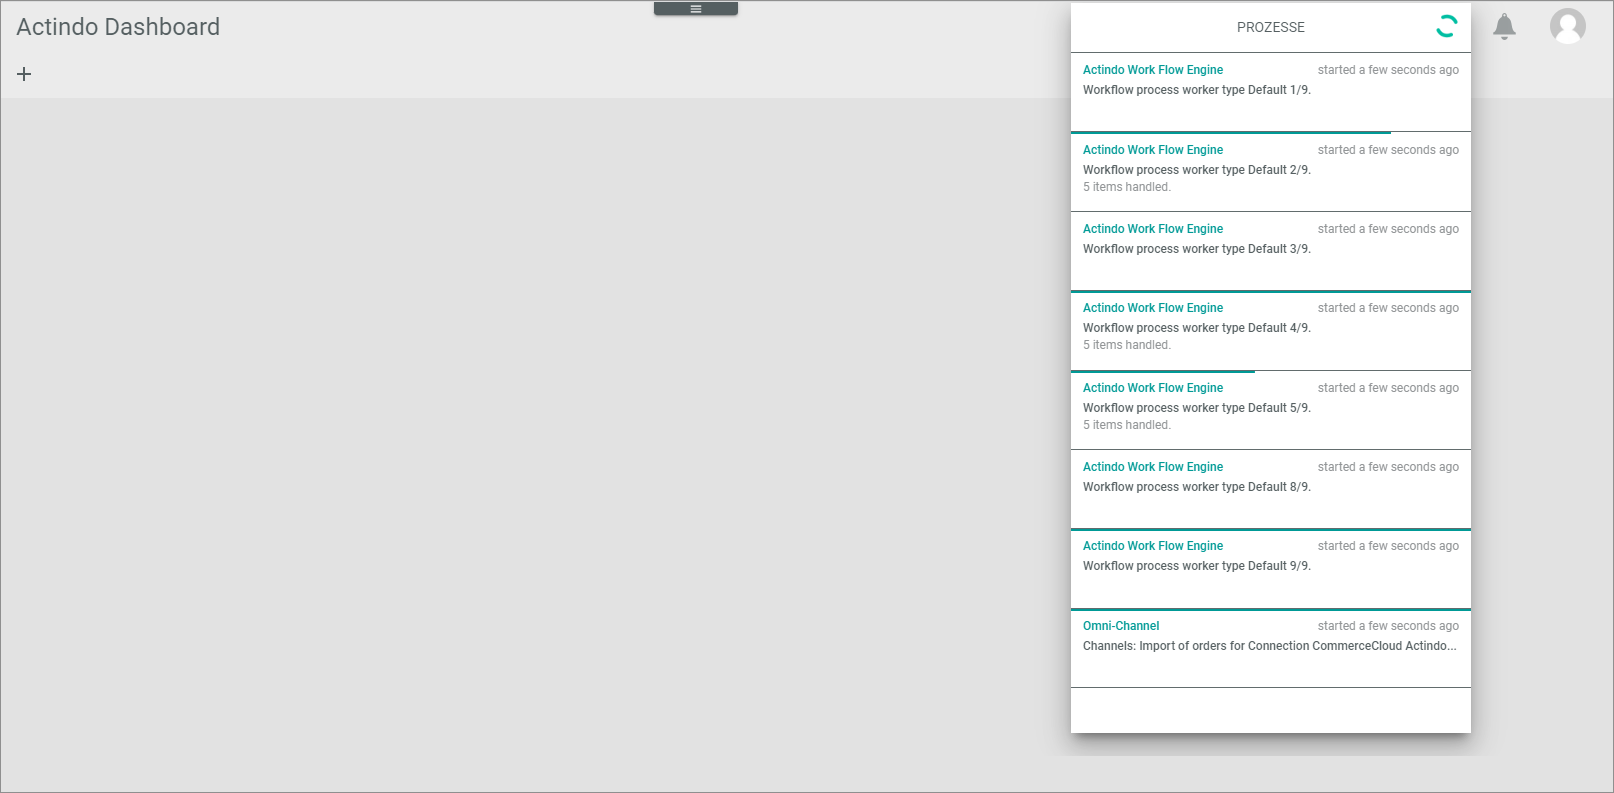 Actindo Dashboard
PROZESSE
Actindo Work Flow Engine started a few seconds ago
Workflow process worker type Default 1/9.
Actindo Work Flow Engine started a few seconds ago
Workflow process worker type Default 2/9.
5 items handled.
Actindo Work Flow Engine started a few seconds ago
Workflow process worker type Default 3/9.
Actindo Work Flow Engine started a few seconds ago
Workflow process worker type Default 4/9.
5 items handled.
Actindo Work Flow Engine started a few seconds ago
Workflow process worker type Default 5/9.
5 items handled.
Actindo Work Flow Engine started a few seconds ago
Workflow process worker type Default 8/9.
Actindo Work Flow Engine started a few seconds ago
Workflow process worker type Default 9/9.
Omni-Channel started a few seconds ago
Channels: Import of orders for Connection CommerceCloud Actindo...